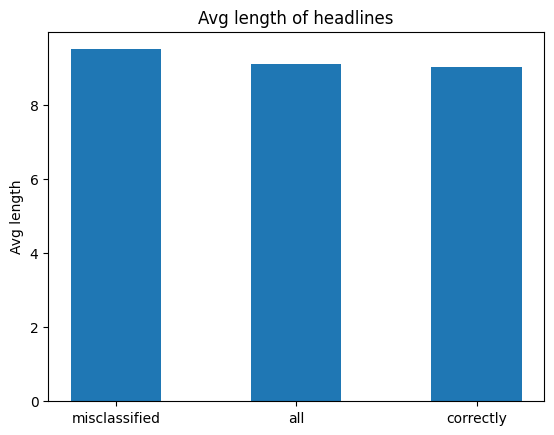 Avg length of headlines
Avg length
8
6
4
2
0
misclassified
all
correctly